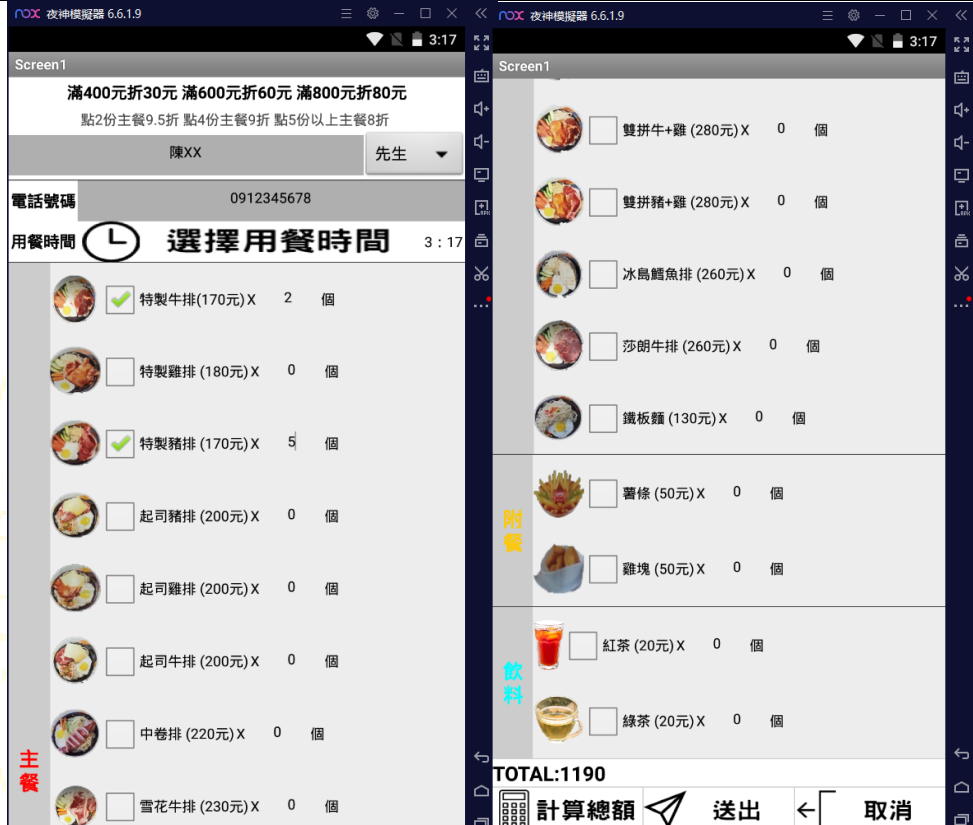 nox 夜神模擬器 6.6.1.9
3:17
Screen1
滿400元折30元 滿600元折60元 滿800元折80元
點2份主餐9.5折 點4份主餐9折 點5份以上主餐8折
陳XX 先生
電話號碼 0912345678
用餐時間 選擇用餐時間 3 : 17
特製牛排(170元) X 2 個
特製雞排 (180元) X 0 個
特製豬排 (170元) X 5 個
起司豬排 (200元) X 0 個
起司雞排 (200元) X 0 個
起司牛排 (200元) X 0 個
中卷排 (220元) X 0 個
主餐
雪花牛排 (230元) X 0 個
nox 夜神模擬器 6.6.1.9
3:17
Screen1
雙拼牛+雞 (280元) X 0 個
雙拼豬+雞 (280元) X 0 個
冰島鱈魚排 (260元) X 0 個
莎朗牛排 (260元) X 0 個
鐵板麵 (130元) X 0 個
附餐
薯條 (50元) X 0 個
雞塊 (50元) X 0 個
飲料
紅茶 (20元) X 0 個
綠茶 (20元) X 0 個
TOTAL:1190
計算總額 送出 取消